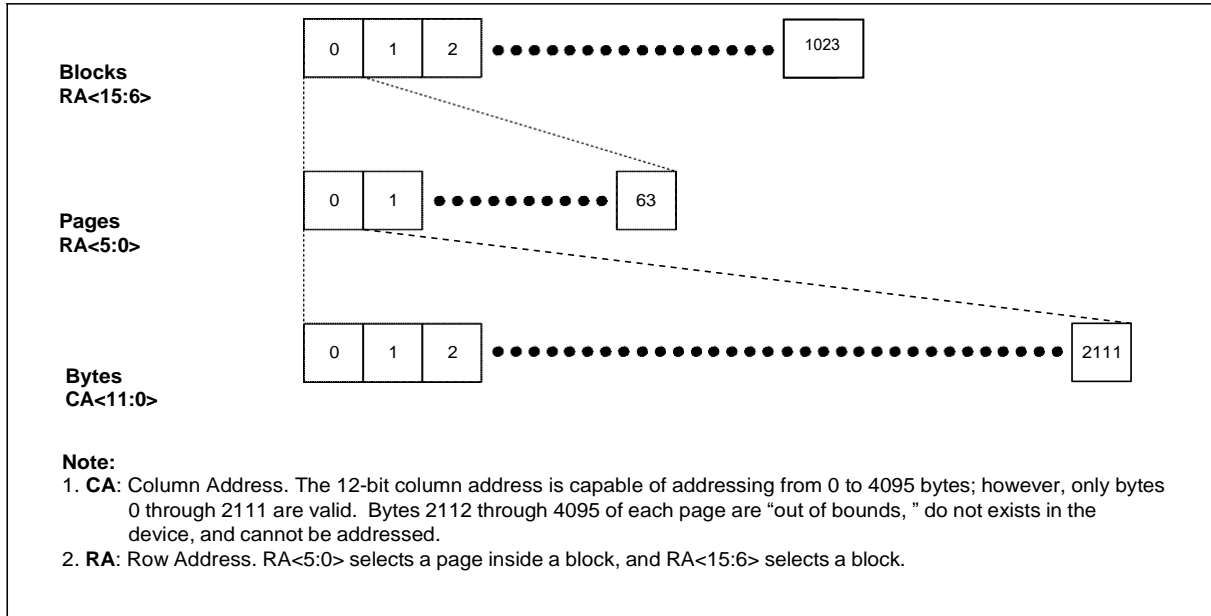 0 1 2 1023
Blocks
RA<15:6>
0 1 63
Pages
RA<5:0>
0 1 2 2111
Bytes
CA<11:0>
Note:
1. CA: Column Address. The 12-bit column address is capable of addressing from 0 to 4095 bytes; however, only bytes
0 through 2111 are valid. Bytes 2112 through 4095 of each page are “out of bounds, ” do not exists in the
device, and cannot be addressed.
2. RA: Row Address. RA<5:0> selects a page inside a block, and RA<15:6> selects a block.